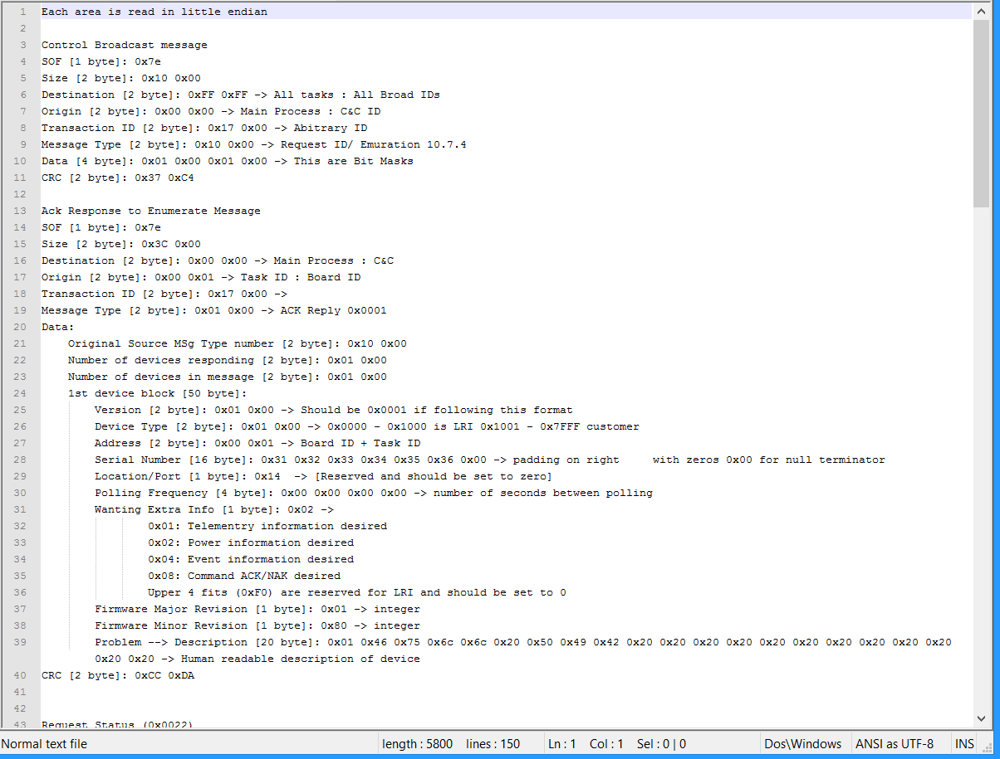 1 Each area is read in little endian
2
3 Control Broadcast message
4 SOF [1 byte]: 0x7e
5 Size [2 byte]: 0x10 0x00
6 Destination [2 byte]: 0xFF 0xFF -> All tasks : All Broad IDs
7 Origin [2 byte]: 0x00 0x00 -> Main Process : C&C ID
8 Transaction ID [2 byte]: 0x17 0x00 -> Abitrary ID
9 Message Type [2 byte]: 0x10 0x00 -> Request ID/ Emuration 10.7.4
10 Data [4 byte]: 0x01 0x00 0x01 0x00 -> This are Bit Masks
11 CRC [2 byte]: 0x37 0xC4
12
13 Ack Response to Enumerate Message
14 SOF [1 byte]: 0x7e
15 Size [2 byte]: 0x3C 0x00
16 Destination [2 byte]: 0x00 0x00 -> Main Process : C&C
17 Origin [2 byte]: 0x00 0x01 -> Task ID : Board ID
18 Transaction ID [2 byte]: 0x17 0x00 ->
19 Message Type [2 byte]: 0x01 0x00 -> ACK Reply 0x0001
20 Data:
21 Original Source MSg Type number [2 byte]: 0x10 0x00
22 Number of devices responding [2 byte]: 0x01 0x00
23 Number of devices in message [2 byte]: 0x01 0x00
24 1st device block [50 byte]:
25 Version [2 byte]: 0x01 0x00 -> Should be 0x0001 if following this format
26 Device Type [2 byte]: 0x01 0x00 -> 0x0000 - 0x1000 is LRI 0x1001 - 0x7FFF customer
27 Address [2 byte]: 0x00 0x01 -> Board ID + Task ID
28 Serial Number [16 byte]: 0x31 0x32 0x33 0x34 0x35 0x36 0x00 -> padding on right with zeros 0x00 for null terminator
29 Location/Port [1 byte]: 0x14 -> [Reserved and should be set to zero]
30 Polling Frequency [4 byte]: 0x00 0x00 0x00 0x00 -> number of seconds between polling
31 Wanting Extra Info [1 byte]: 0x02 ->
32 0x01: Telementry information desired
33 0x02: Power information desired
34 0x04: Event information desired
35 0x08: Command ACK/NAK desired
36 Upper 4 fits (0xF0) are reserved for LRI and should be set to 0
37 Firmware Major Revision [1 byte]: 0x01 -> integer
38 Firmware Minor Revision [1 byte]: 0x80 -> integer
39 Problem --> Description [20 byte]: 0x01 0x46 0x75 0x6c 0x6c 0x20 0x50 0x49 0x42 0x20 0x20 0x20 0x20 0x20 0x20 0x20 0x20 0x20 0x20
0x20 0x20 -> Human readable description of device
40 CRC [2 byte]: 0xCC 0xDA
41
42
43 Request Status (0x0022)
Normal text file length : 5800 lines : 150 Ln : 1 Col : 1 Sel : 0 | 0 Dos\Windows ANSI as UTF-8 INS